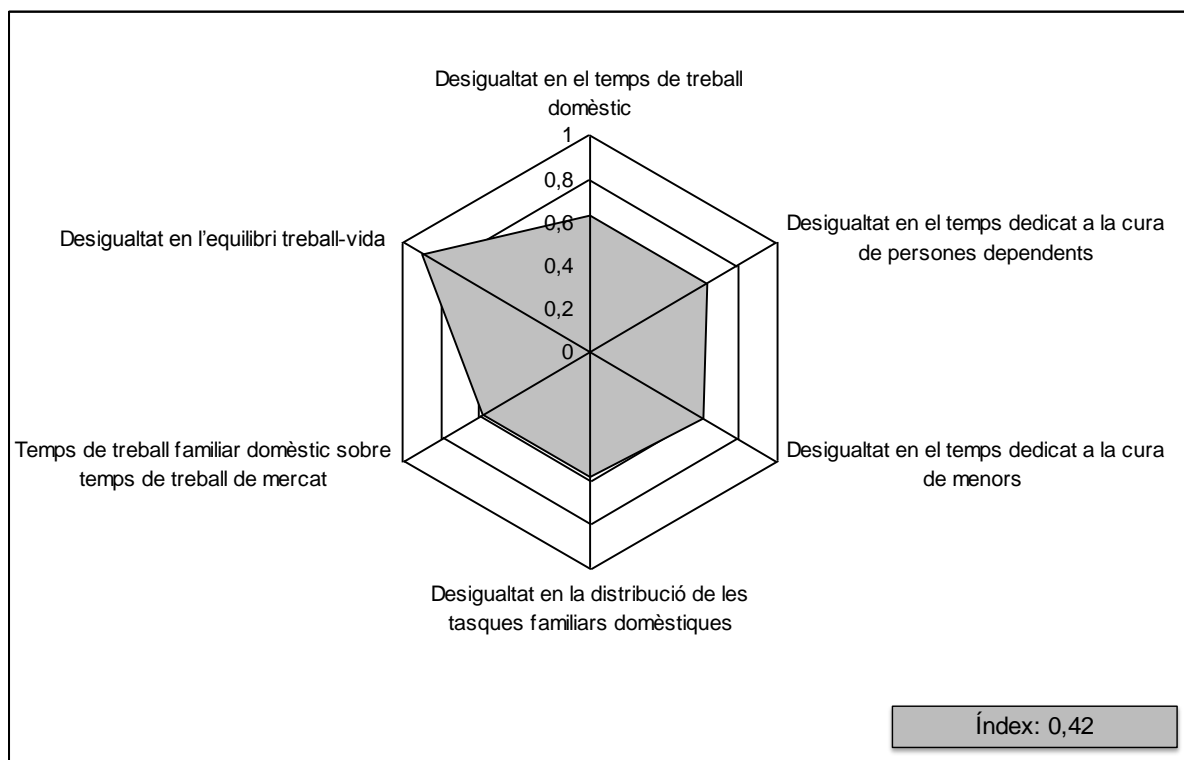 Desigualtat en el temps de treball
domèstic
1
0,8
0,6
0,4
0,2
0
Desigualtat en l’equilibri treball-vida
Desigualtat en el temps dedicat a la cura
de persones dependents
Temps de treball familiar domèstic sobre
temps de treball de mercat
Desigualtat en el temps dedicat a la cura
de menors
Desigualtat en la distribució de les
tasques familiars domèstiques
Índex: 0,42